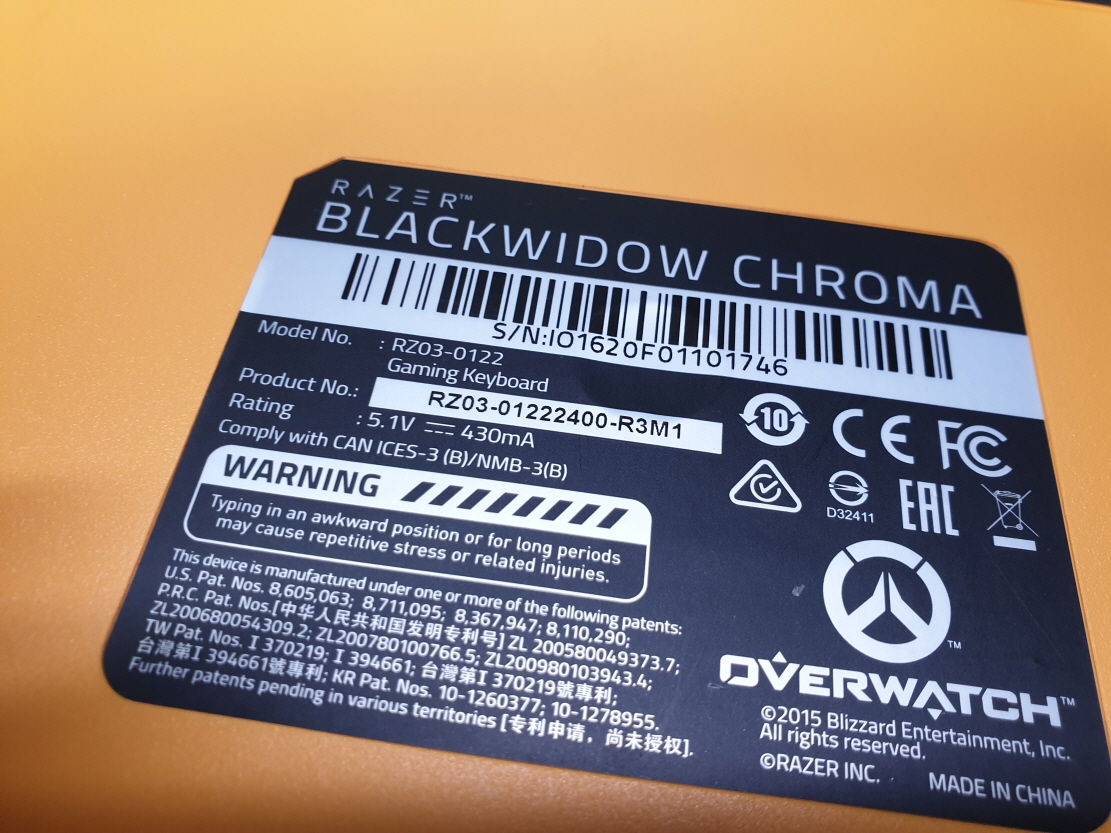 RAZER™
BLACKWIDOW CHROMA
S/N:IO1620F01101746
Model No. : RZ03-0122
Gaming Keyboard
Product No.: RZ03-01222400-R3M1
Rating : 5.1V ⎓ 430mA
Comply with CAN ICES-3 (B)/NMB-3(B)
10
CE FC
D32411
EAC
WARNING
Typing in an awkward position or for long periods
may cause repetitive stress or related injuries.
This device is manufactured under one or more of the following patents:
U.S. Pat. Nos. 8,605,063; 8,711,095; 8,367,947; 8,110,290;
P.R.C. Pat. Nos.[中华人民共和国发明专利号] ZL 200580049373.7;
ZL200680054309.2; ZL200780100766.5; ZL200980103943.4;
TW Pat. Nos. I 370219; I 394661; 台灣第I 370219號專利;
台灣第I 394661號專利; KR Pat. Nos. 10-1260377; 10-1278955.
Further patents pending in various territories [专利申请，尚未授权].
™
OVERWATCH™
©2015 Blizzard Entertainment, Inc.
All rights reserved.
©RAZER INC.
MADE IN CHINA